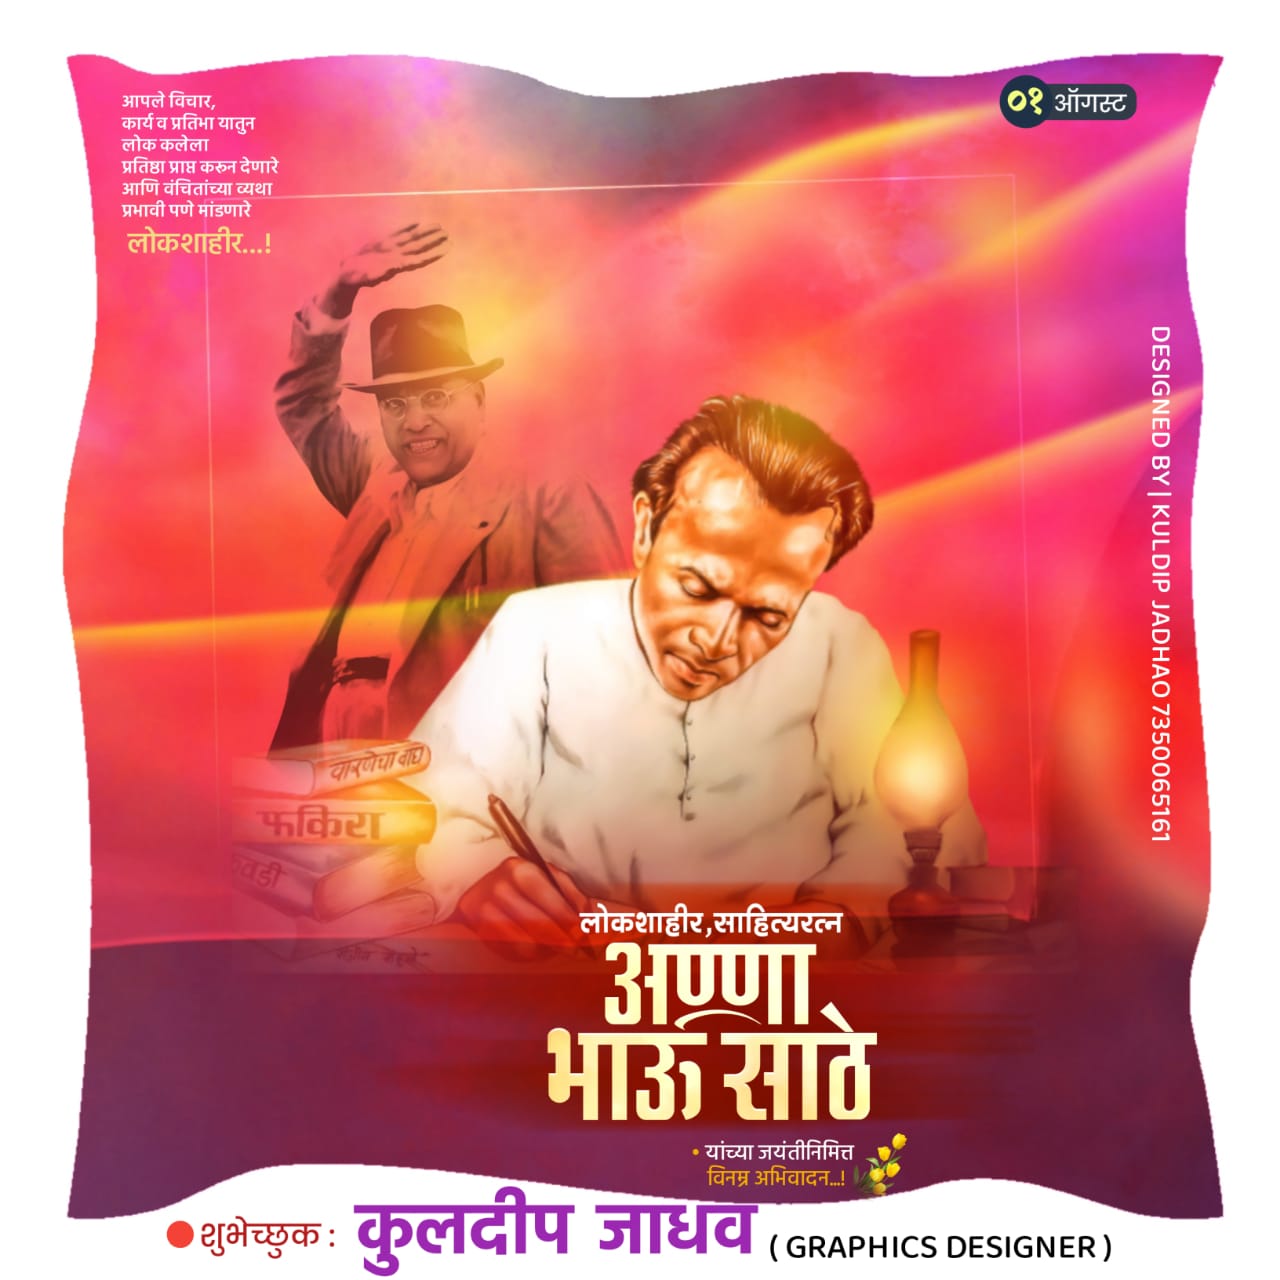 आपले विचार,
कार्य व प्रतिभा यातुन
लोक कलेला
प्रतिष्ठा प्राप्त करून देणारे
आणि वंचितांच्या व्यथा
प्रभावी पणे मांडणारे
लोकशाहीर...!
०१ ऑगस्ट
DESIGNED BY | KULDIP JADHAO 7350065161
वारणेचा वाघ
फकिरा
लोकशाहीर,साहित्यरत्न
अण्णा
भाऊ साठे
• यांच्या जयंतीनिमित्त
विनम्र अभिवादन...!
शुभेच्छुक : कुलदीप जाधव ( GRAPHICS DESIGNER )